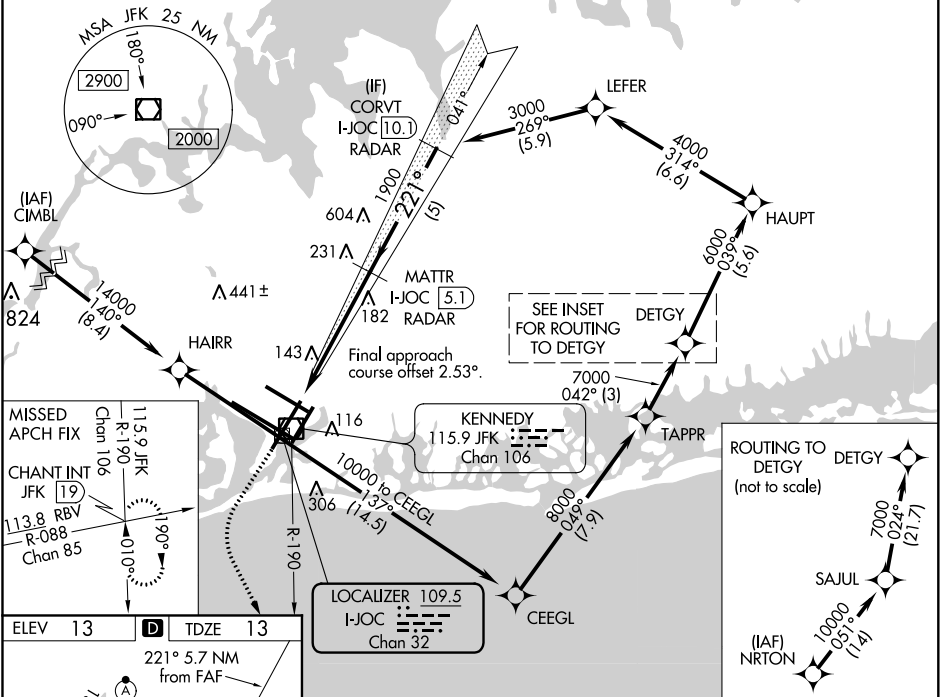 MSA JFK 25 NM
180°
2900
090°
2000
(IF)
CORVT
I-JOC 10.1
RADAR
041°
1900
221°
(5)
3000
269°
(5.9)
LEFER
4000
314°
(6.6)
HAUPT
6000
039°
(5.6)
604
231
(IAF)
CIMBL
824
14000
140°
(8.4)
441±
HAIRR
MATTR
I-JOC 5.1
RADAR
182
143
Final approach
course offset 2.53°.
SEE INSET
FOR ROUTING
TO DETGY
DETGY
7000
042° (3)
TAPPR
116
KENNEDY
115.9 JFK
Chan 106
306
10000 to CEEGL
137°
(14.5)
8000
049°
(7.9)
R-190
CEEGL
LOCALIZER 109.5
I-JOC
Chan 32
MISSED
APCH FIX
115.9 JFK
R-190
Chan 106
CHANT INT
JFK 19
113.8 RBV
R-088
Chan 85
190°
010°
ELEV 13
D
TDZE 13
221° 5.7 NM
from FAF
A
ROUTING TO
DETGY
(not to scale)
DETGY
7000
024°
(21.7)
SAJUL
10000
051°
(14)
(IAF)
NRTON